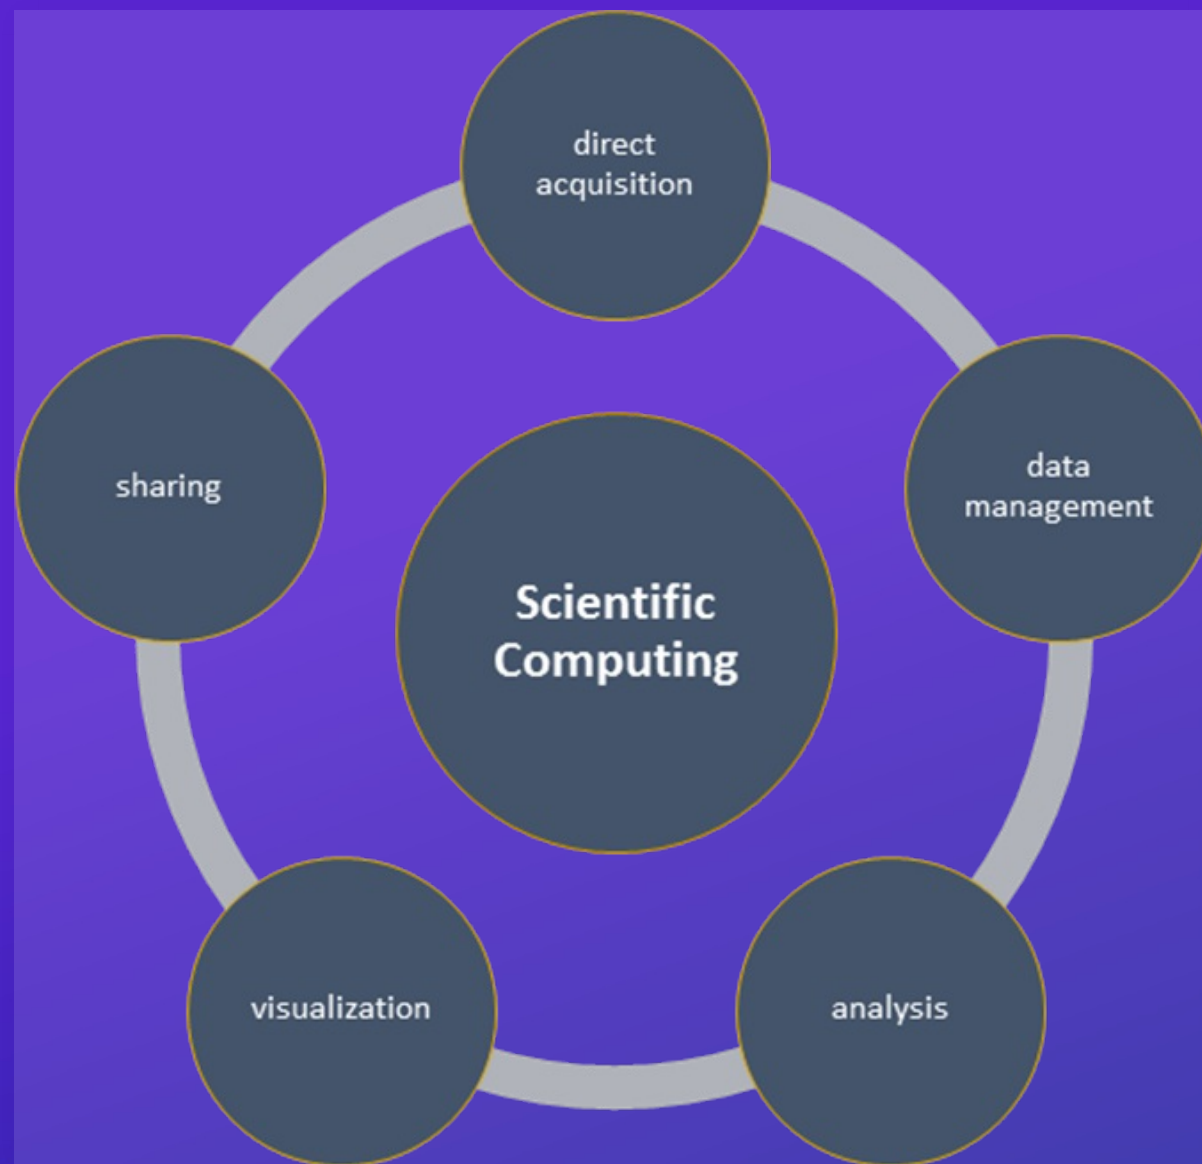 direct
acquisition
data
management
sharing
Scientific
Computing
visualization
analysis